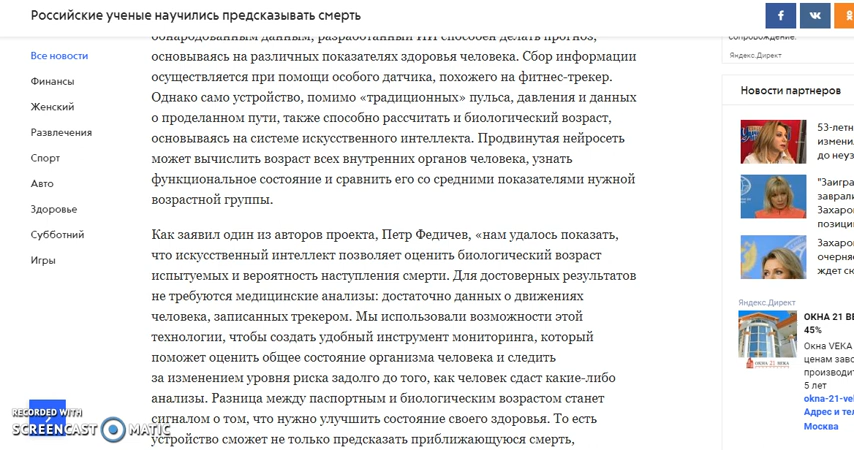 Российские ученые научились предсказывать смерть
Все новости
Финансы
Женский
Развлечения
Спорт
Авто
Здоровье
Субботний
Игры
обнародованным данным, разработанный ИИ способен делать прогноз,
основываясь на различных показателях здоровья человека. Сбор информации
осуществляется при помощи особого датчика, похожего на фитнес-трекер.
Однако само устройство, помимо «традиционных» пульса, давления и данных
о проделанном пути, также способно рассчитать и биологический возраст,
основываясь на системе искусственного интеллекта. Продвинутая нейросеть
может вычислить возраст всех внутренних органов человека, узнать
функциональное состояние и сравнить его со средними показателями нужной
возрастной группы.
Как заявил один из авторов проекта, Петр Федичев, «нам удалось показать,
что искусственный интеллект позволяет оценить биологический возраст
испытуемых и вероятность наступления смерти. Для достоверных результатов
не требуются медицинские анализы: достаточно данных о движениях
человека, записанных трекером. Мы использовали возможности этой
технологии, чтобы создать удобный инструмент мониторинга, который
поможет оценить общее состояние организма человека и следить
за изменением уровня риска задолго до того, как человек сдаст какие-либо
анализы. Разница между паспортным и биологическим возрастом станет
сигналом о том, что нужно улучшить состояние своего здоровья. То есть
устройство сможет не только предсказать приближающуюся смерть,
сопровождение.
Яндекс.Директ
Новости партнеров
53-летн
измени
до неуз
"Заигра
заврали
Захаро
позици
Захаро
очерня
ждет ск
Яндекс.Директ
ОКНА 21 ВЕ
45%
Окна VEKA
ценам заво
производит
5 лет
okna-21-vel
Адрес и тел
Москва
RECORDED WITH
SCREENCAST MATIC